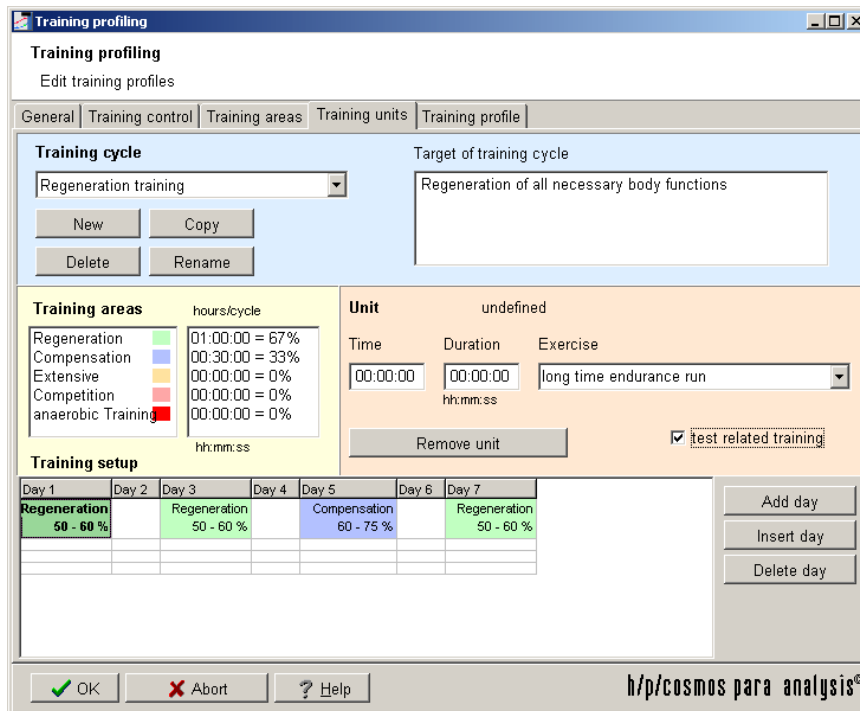 Training profiling
Training profiling
Edit training profiles
General Training control Training areas Training units Training profile
Training cycle
Target of training cycle
Regeneration training
Regeneration of all necessary body functions
New Copy
Delete Rename
Training areas hours/cycle
Regeneration 01:00:00 = 67%
Compensation 00:30:00 = 33%
Extensive 00:00:00 = 0%
Competition 00:00:00 = 0%
anaerobic Training 00:00:00 = 0%
hh:mm:ss
Unit undefined
Time Duration Exercise
00:00:00 00:00:00 long time endurance run
hh:mm:ss
Remove unit test related training
Training setup
Day 1 Day 2 Day 3 Day 4 Day 5 Day 6 Day 7
Regeneration Regeneration Compensation Regeneration
50 - 60 % 50 - 60 % 60 - 75 % 50 - 60 %
Add day
Insert day
Delete day
OK Abort ? Help
h/p/cosmos para analysis©